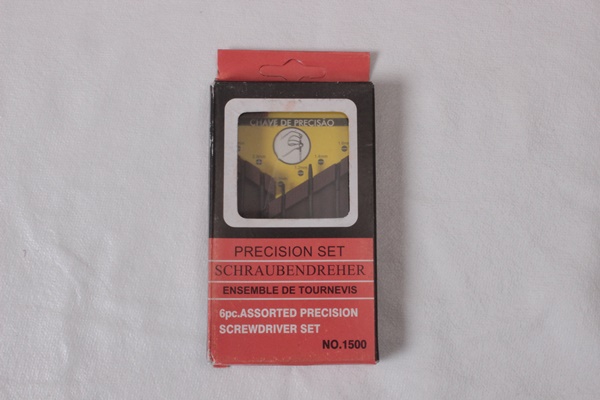 CHAVE DE PRECISÃO
PRECISION SET
SCHRAUBENDREHER
ENSEMBLE DE TOURNEVIS
6pc.ASSORTED PRECISION
SCREWDRIVER SET
NO.1500